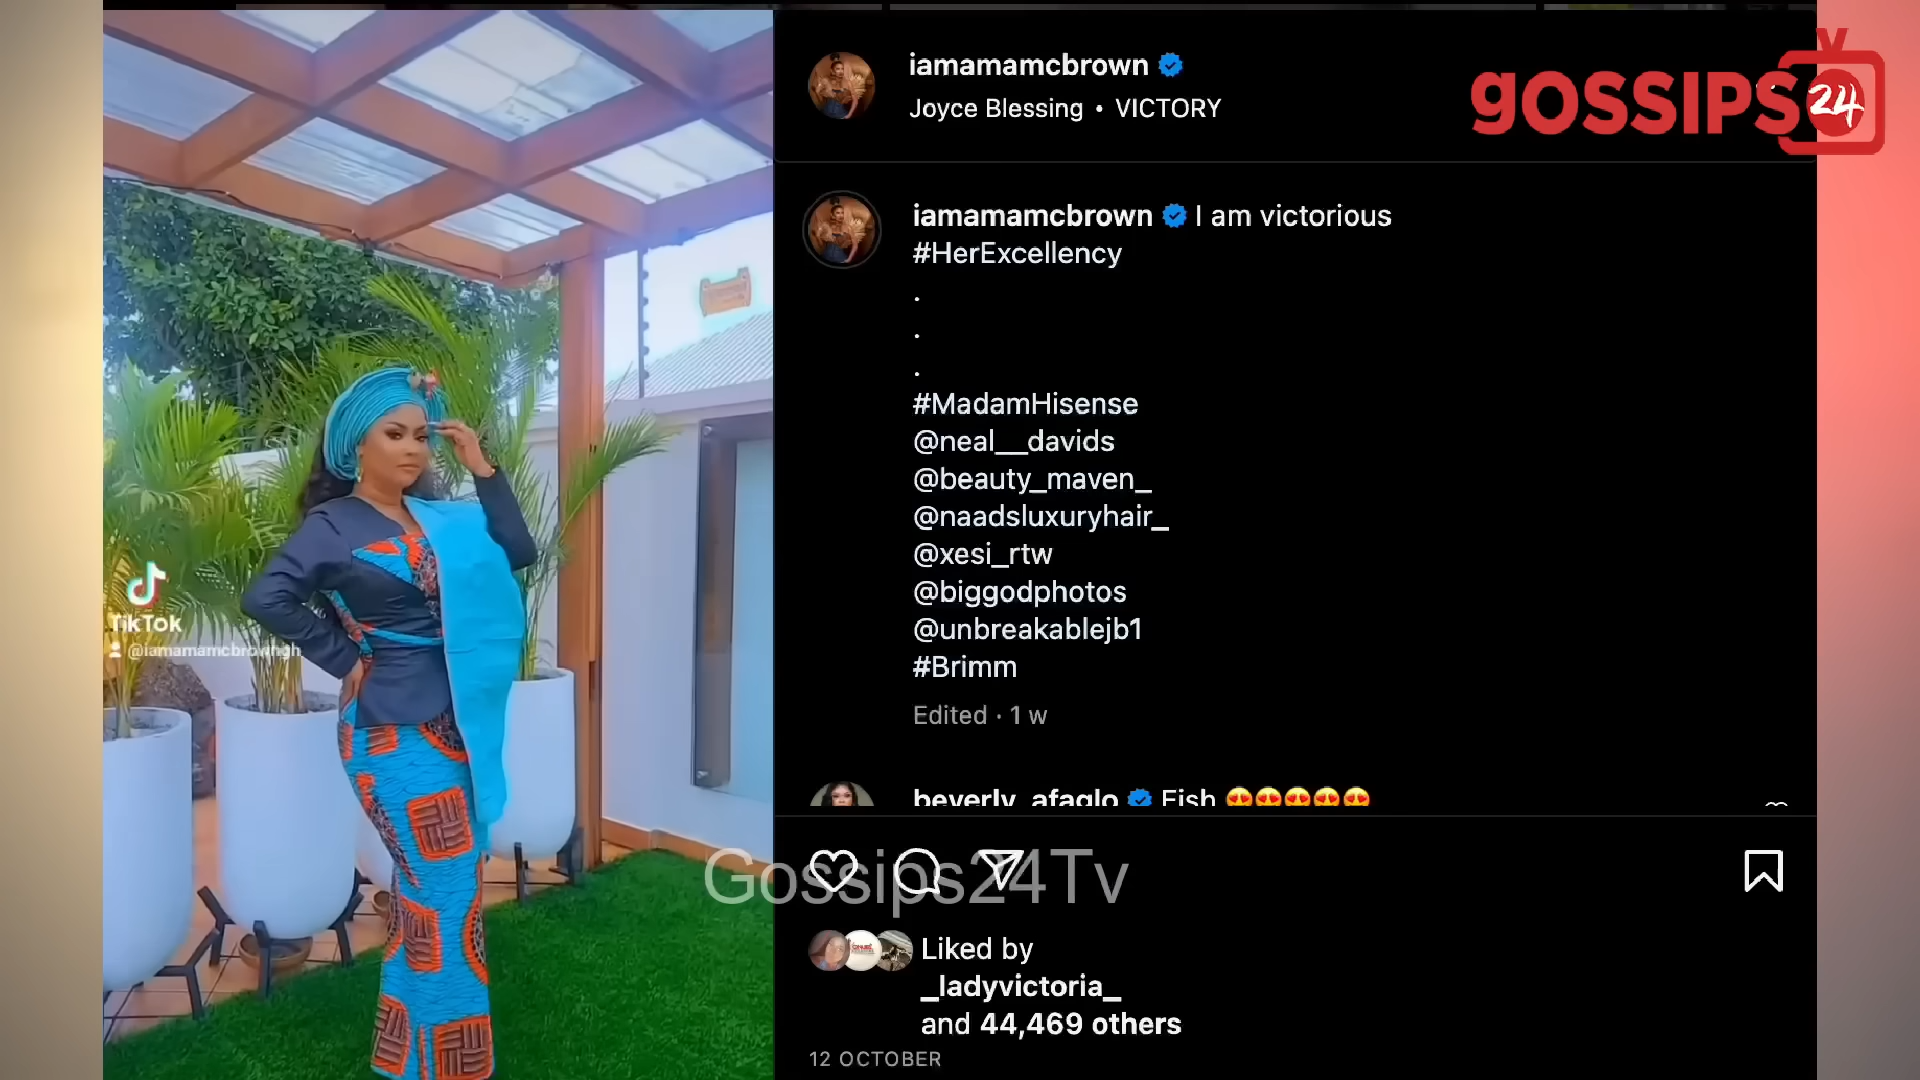 iamamamcbrown
Joyce Blessing • VICTORY
gOSSIPS 24
iamamamcbrown I am victorious
#HerExcellency
.
.
.
#MadamHisense
@neal__davids
@beauty_maven_
@naadsluxuryhair_
@xesi_rtw
@biggodphotos
@unbreakablejb1
#Brimm
Edited · 1 w
beverly_afaglo Fish 😍😍😍😍😍
TikTok
@iamamamcbrowngh
Gossips24Tv
Liked by
_ladyvictoria_
and 44,469 others
12 OCTOBER